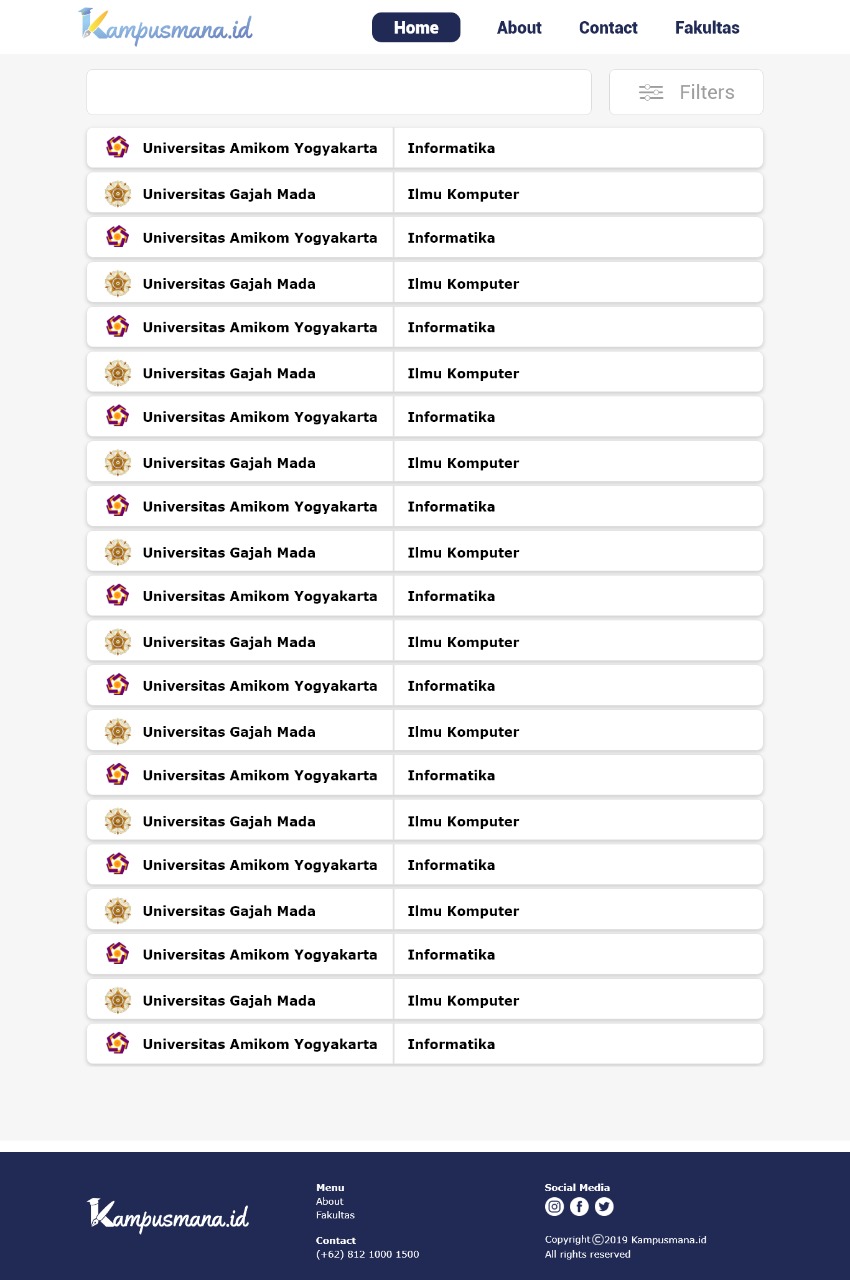 Kampusmana.id
Home About Contact Fakultas
Filters
Universitas Amikom Yogyakarta Informatika
Universitas Gajah Mada Ilmu Komputer
Universitas Amikom Yogyakarta Informatika
Universitas Gajah Mada Ilmu Komputer
Universitas Amikom Yogyakarta Informatika
Universitas Gajah Mada Ilmu Komputer
Universitas Amikom Yogyakarta Informatika
Universitas Gajah Mada Ilmu Komputer
Universitas Amikom Yogyakarta Informatika
Universitas Gajah Mada Ilmu Komputer
Universitas Amikom Yogyakarta Informatika
Universitas Gajah Mada Ilmu Komputer
Universitas Amikom Yogyakarta Informatika
Universitas Gajah Mada Ilmu Komputer
Universitas Amikom Yogyakarta Informatika
Universitas Gajah Mada Ilmu Komputer
Universitas Amikom Yogyakarta Informatika
Universitas Gajah Mada Ilmu Komputer
Universitas Amikom Yogyakarta Informatika
Universitas Gajah Mada Ilmu Komputer
Universitas Amikom Yogyakarta Informatika
Kampusmana.id
Menu
About
Fakultas
Contact
(+62) 812 1000 1500
Social Media
Copyright©2019 Kampusmana.id
All rights reserved